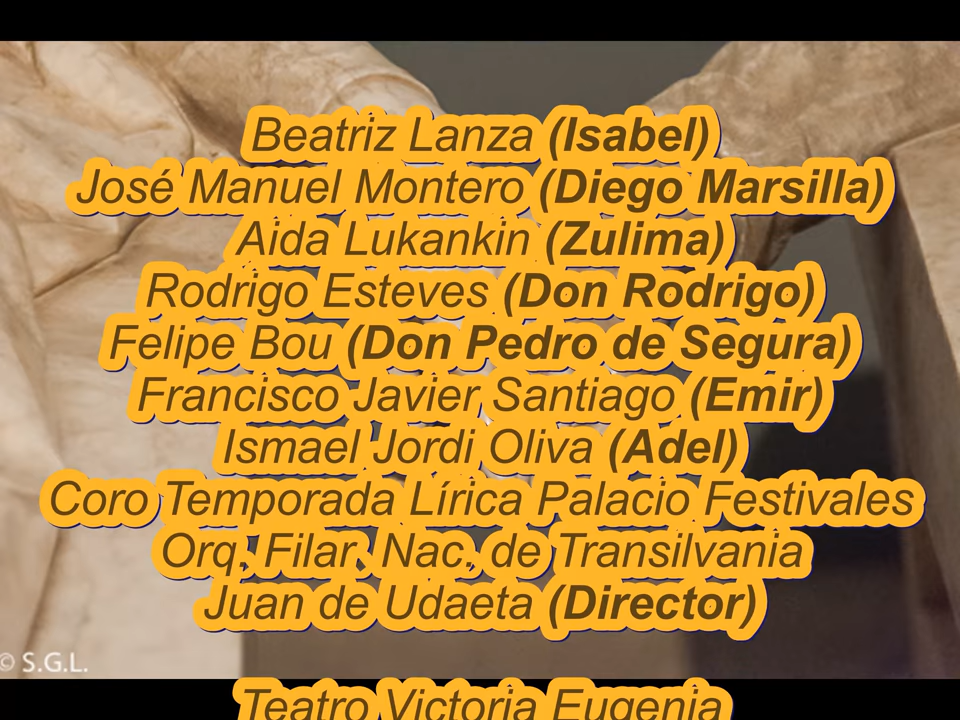 Beatriz Lanza (Isabel)
José Manuel Montero (Diego Marsilla)
Aida Lukankin (Zulima)
Rodrigo Esteves (Don Rodrigo)
Felipe Bou (Don Pedro de Segura)
Francisco Javier Santiago (Emir)
Ismael Jordi Oliva (Adel)
Coro Temporada Lírica Palacio Festivales
Orq. Filar. Nac. de Transilvania
Juan de Udaeta (Director)
© S.G.L.
Teatro Victoria Eugenia